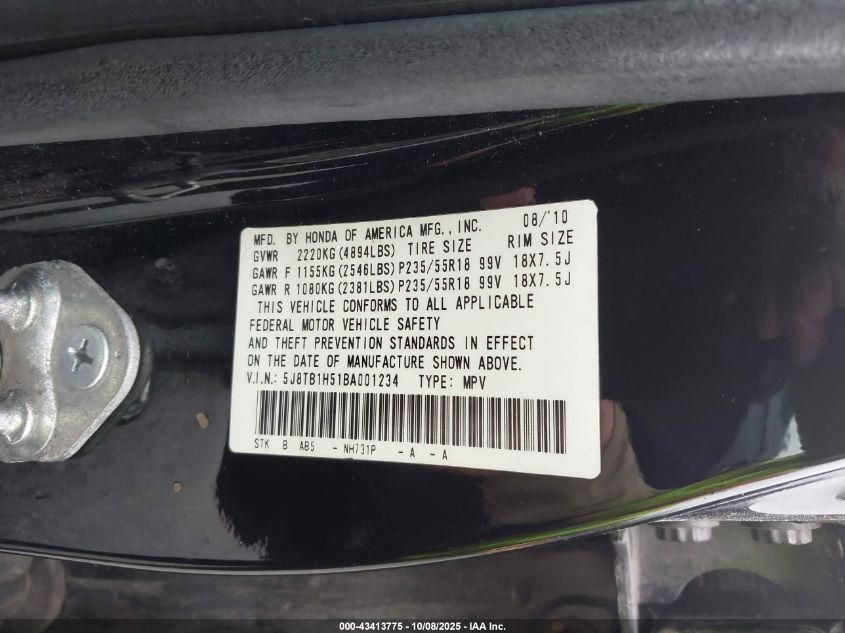 MFD. BY HONDA OF AMERICA MFG., INC. 08/'10
GVWR 2220KG(4894LBS) TIRE SIZE RIM SIZE
GAWR F 1155KG(2546LBS)P235/55R18 99V 18X7.5J
GAWR R 1080KG(2381LBS)P235/55R18 99V 18X7.5J
THIS VEHICLE CONFORMS TO ALL APPLICABLE
FEDERAL MOTOR VEHICLE SAFETY
AND THEFT PREVENTION STANDARDS IN EFFECT
ON THE DATE OF MANUFACTURE SHOWN ABOVE.
V.I.N.: 5J8TB1H51BA001234 TYPE: MPV
STK B AB5 - NH731P - A - A
000-43413775 - 10/08/2025 - IAA Inc.